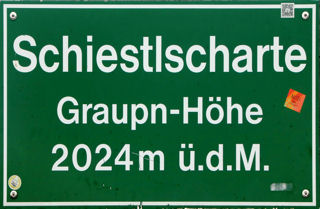 Schiestlscharte
Graupn-Höhe
2024m ü.d.M.